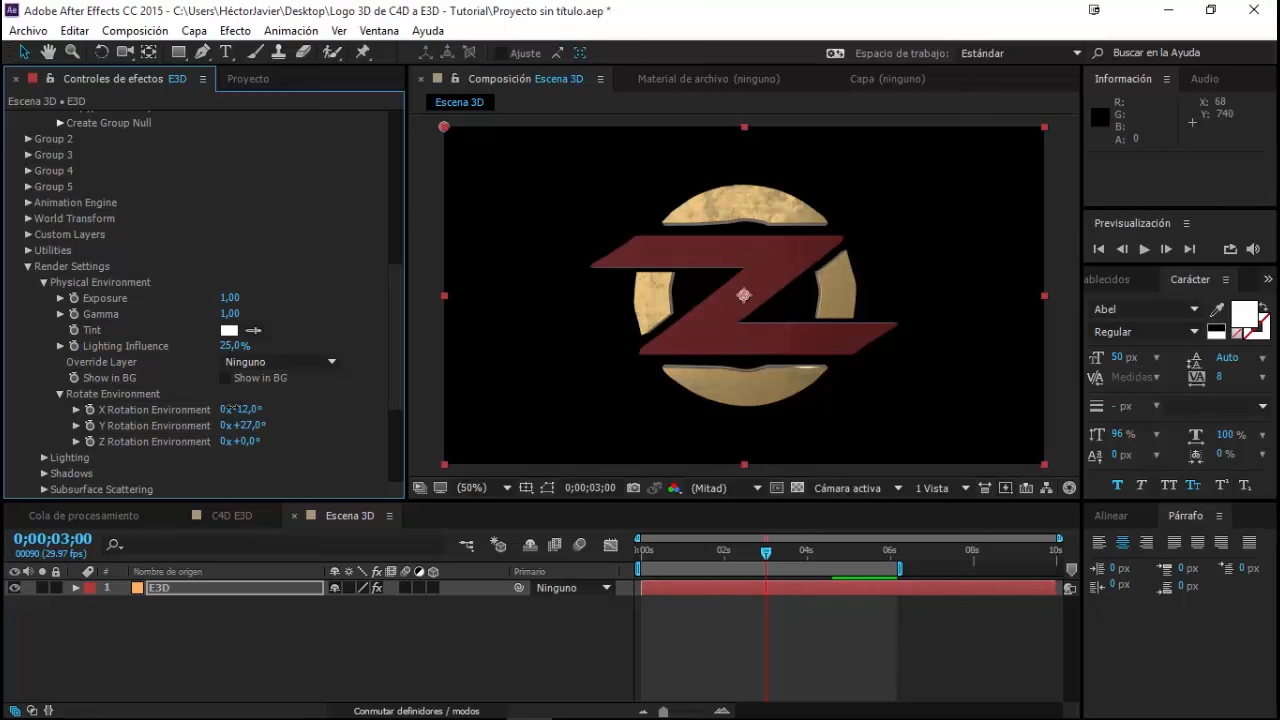 Adobe After Effects CC 2015 - C:\Users\HéctorJavier\Desktop\Logo 3D de C4D a E3D - Tutorial\Proyecto sin título.aep *
Archivo Editar Composición Capa Efecto Animación Ver Ventana Ayuda
Ajuste Espacio de trabajo: Estándar Buscar en la Ayuda
Controles de efectos E3D Proyecto
Composición Escena 3D Material de archivo (ninguno) Capa (ninguno)
Información Audio
Escena 3D • E3D
Escena 3D
R: G: B: A: 0
X: 68
Y: 740
Create Group Null
Group 2
Group 3
Group 4
Group 5
Animation Engine
World Transform
Custom Layers
Utilities
Render Settings
Physical Environment
Exposure 1,00
Gamma 1,00
Tint
Lighting Influence 25,0%
Override Layer Ninguno
Show in BG Show in BG
Rotate Environment
X Rotation Environment
Y Rotation Environment 0x+27,0°
Z Rotation Environment 0x+0,0°
Lighting
Shadows
Subsurface Scattering
Previsualización
ablecidos Carácter
Abel
Regular
50 px Auto
Medidas 8
- px
96 % 100 %
0 px 0 %
T T TT Tt T¹ T₁
(50%) 0;00;03;00 (Mitad) Cámara activa 1 Vista
Cola de procesamiento C4D E3D Escena 3D
Alinear Párrafo
0;00;03;00
00090 (29.97 fps)
:00s 02s 04s 06s 08s 10s
# Nombre de origen Primario
1 E3D Ninguno
0 px 0 px 0 px
0 px 0 px
Conmutar definidores / modos